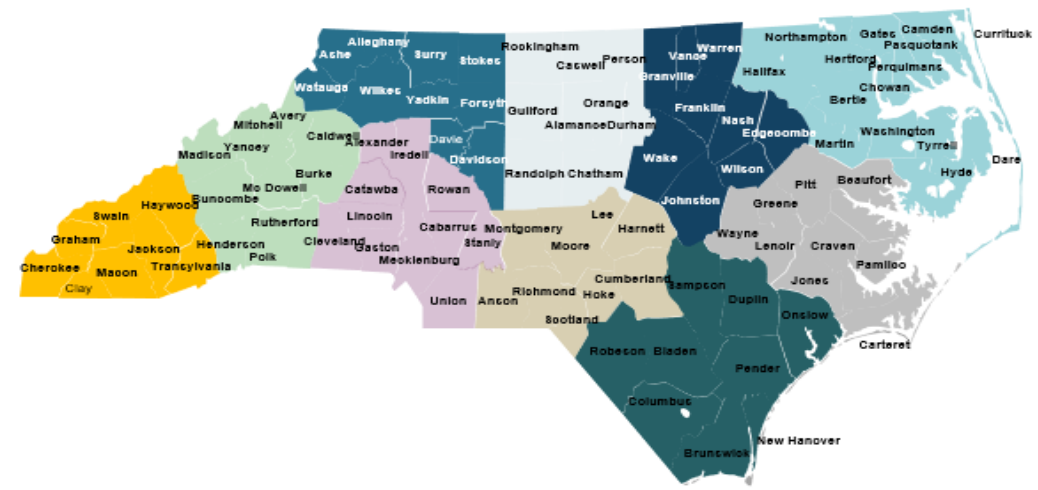 Alleghany
Ashe
Surry
Stokes
Watauga
Wilkes
Yadkin
Forsyth
Davie
Davidson
Rockingham
Caswell
Person
Guilford
Orange
Alamance
Durham
Randolph
Chatham
Vance
Warren
Granville
Franklin
Nash
Edgecombe
Wake
Wilson
Johnston
Northampton
Gates
Camden
Currituck
Pasquotank
Hertford
Perquimans
Halifax
Chowan
Bertie
Washington
Martin
Tyrrell
Dare
Hyde
Avery
Mitchell
Caldwell
Yancey
Madison
Burke
Mc Dowell
Buncombe
Rutherford
Henderson
Polk
Alexander
Iredell
Catawba
Rowan
Lincoln
Cabarrus
Stanly
Cleveland
Gaston
Mecklenburg
Union
Haywood
Swain
Graham
Jackson
Cherokee
Macon
Transylvania
Clay
Lee
Montgomery
Harnett
Moore
Cumberland
Richmond
Hoke
Anson
Scotland
Pitt
Beaufort
Greene
Wayne
Lenoir
Craven
Pamlico
Jones
Carteret
Sampson
Duplin
Onslow
Robeson
Bladen
Pender
Columbus
New Hanover
Brunswick